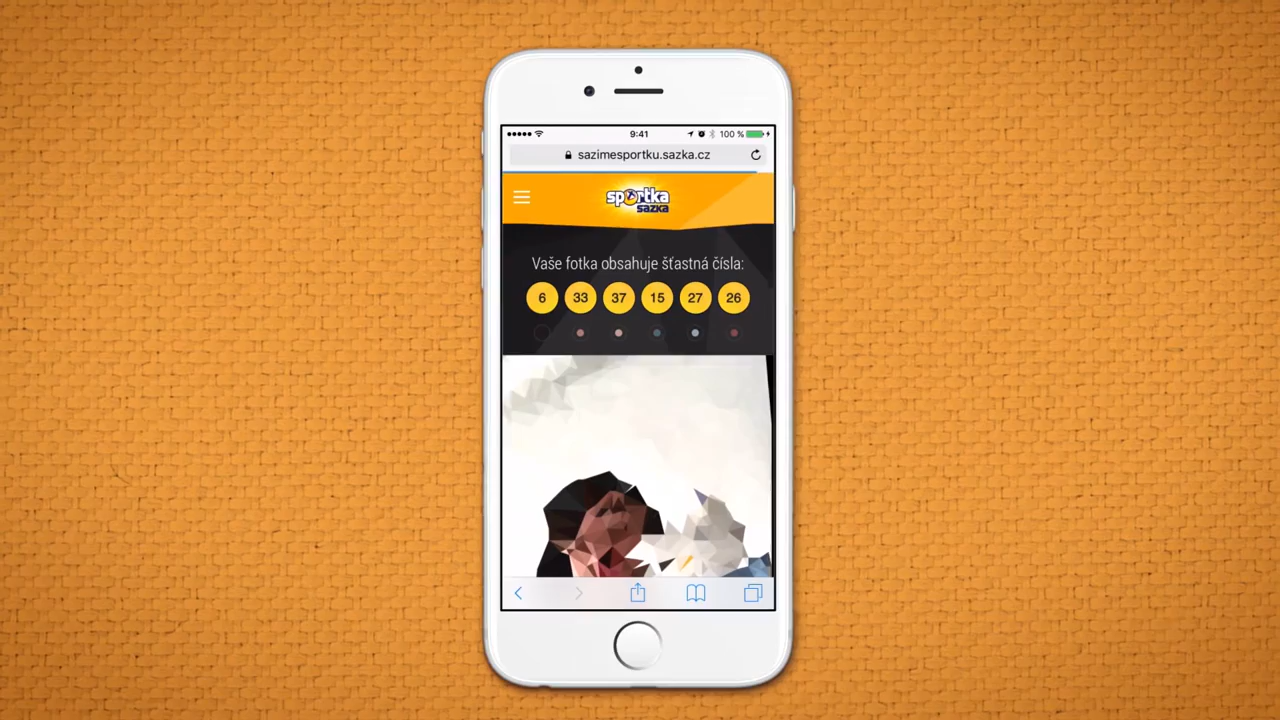 9:41
100 %
sazimesportku.sazka.cz
sportka
sazka
Vaše fotka obsahuje šťastná čísla:
6 33 37 15 27 26